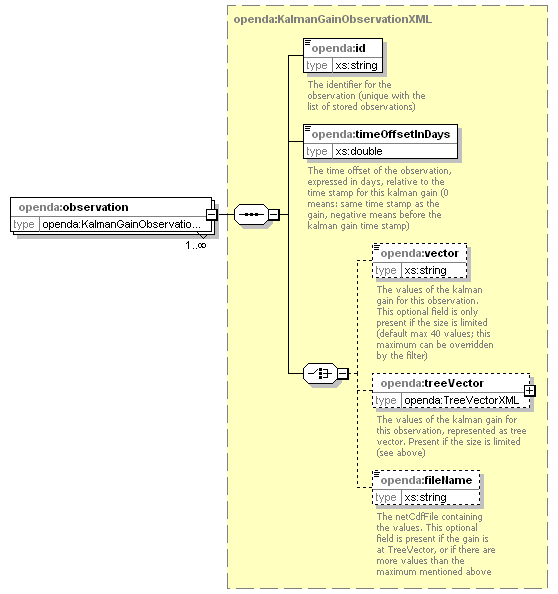 openda:KalmanGainObservationXML
openda:id
type xs:string
The identifier for the
observation (unique with the
list of stored observations)
openda:timeOffsetInDays
type xs:double
The time offset of the observation,
expressed in days, relative to the
time stamp for this kalman gain (0
means: same time stamp as the
gain, negative means before the
kalman gain time stamp)
openda:observation
type openda:KalmanGainObservatio...
1..∞
openda:vector
type xs:string
The values of the kalman
gain for this observation.
This optional field is only
present if the size is limited
(default max 40 values; this
maximum can be overridden
by the filter)
openda:treeVector
type openda:TreeVectorXML
The values of the kalman gain for
this observation, represented as tree
vector. Present if the size is limited
(see above)
openda:fileName
type xs:string
The netCdfFile containing
the values. This optional
field is present if the gain is
at TreeVector, or if there are
more values than the
maximum mentioned above